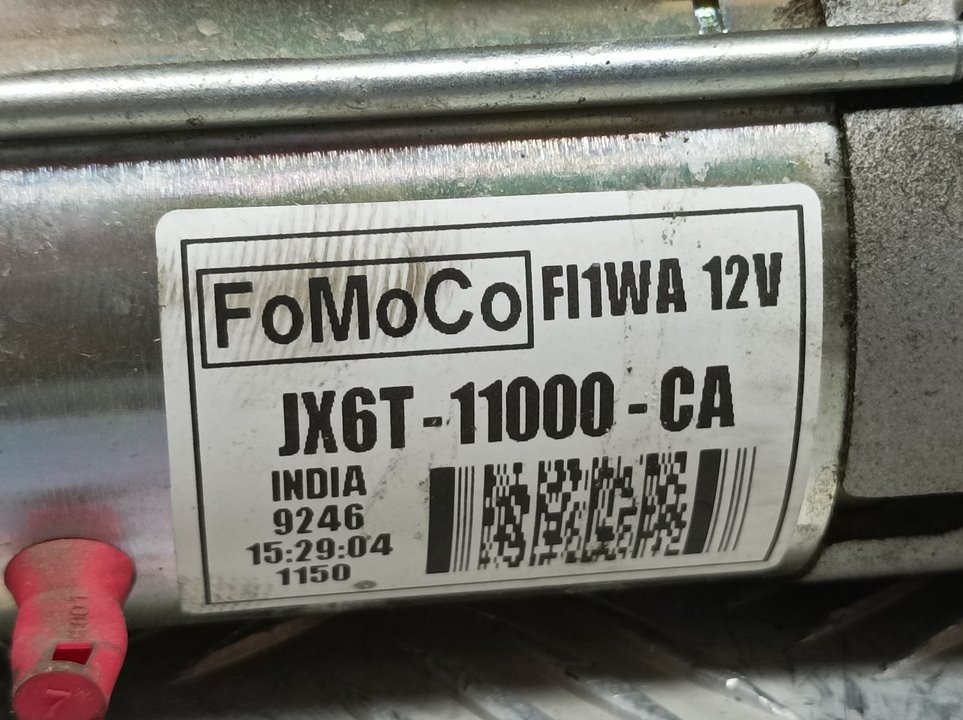 FoMoCo FI1WA 12V
JX6T-11000-CA
INDIA
9246
15:29:04
1150